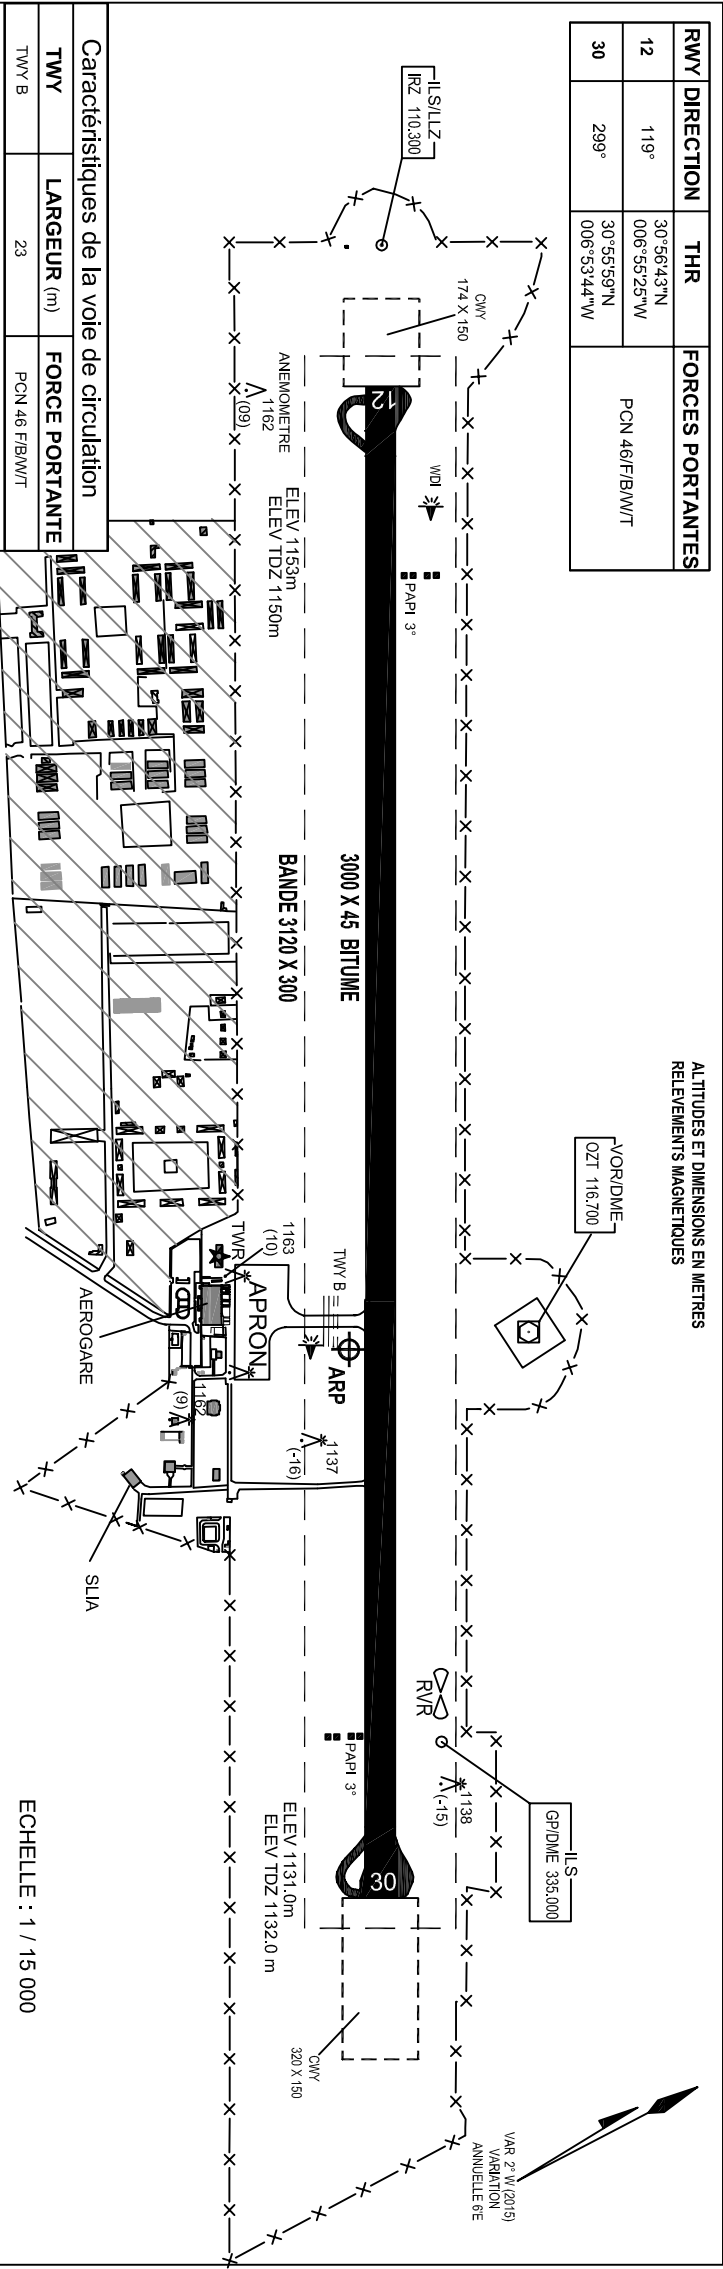 RWY DIRECTION THR FORCES PORTANTES
12 119° 30°56'43"N 006°55'25"W PCN 46/F/B/W/T
30 299° 30°55'59"N 006°53'44"W
ALTITUDES ET DIMENSIONS EN METRES
RELEVEMENTS MAGNETIQUES
VOR/DME
OZT 116.700
ILS
GP/DME 335.000
VAR 2° W (2015)
VARIATION
ANNUELLE 6'E
ILS/LLZ
IRZ 110.300
CWY
174 X 150
WDI
PAPI 3°
RVR
1138
(-15)
12
3000 X 45 BITUME
30
PAPI 3°
TWY B
ARP
1137
(-16)
CWY
320 X 150
ANEMOMETRE
1162
(09)
ELEV 1153m
ELEV TDZ 1150m
BANDE 3120 X 300
ELEV 1131.0m
ELEV TDZ 1132.0 m
1163
(10)
TWR
APRON
1162
(9)
AEROGARE
SLIA
Caractéristiques de la voie de circulation
TWY LARGEUR (m) FORCE PORTANTE
TWY B 23 PCN 46 F/B/W/T
ECHELLE : 1 / 15 000